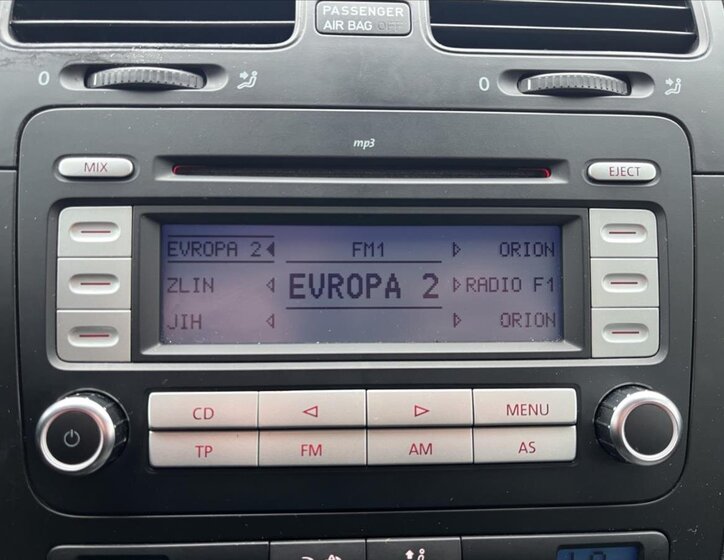 PASSENGER
AIR BAG OFF
0
0
mp3
MIX
EJECT
EVROPA 2 FM1 ORION
ZLIN EVROPA 2 RADIO F1
JIH ORION
CD MENU
TP FM AM AS